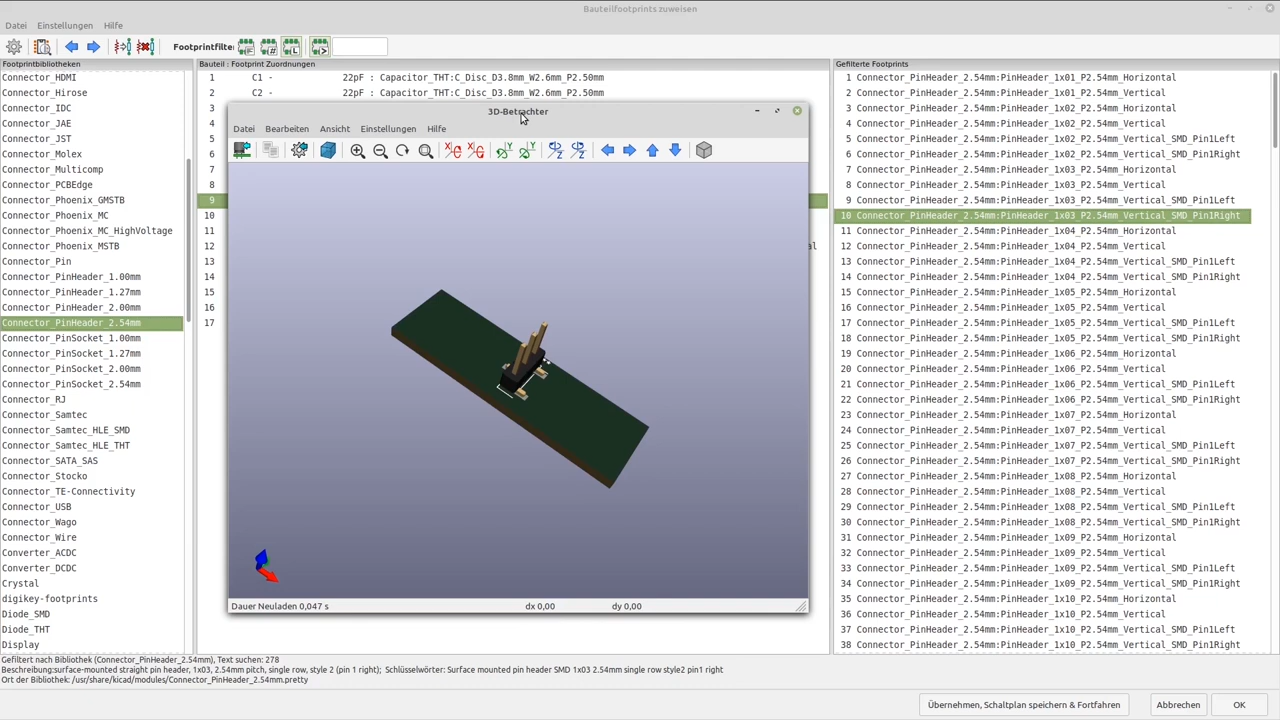 Bauteilfootprints zuweisen
Datei Einstellungen Hilfe
Footprintfilter:
Footprintbibliotheken
Connector_HDMI
Connector_Hirose
Connector_IDC
Connector_JAE
Connector_JST
Connector_Molex
Connector_Multicomp
Connector_PCBEdge
Connector_Phoenix_GMSTB
Connector_Phoenix_MC
Connector_Phoenix_MC_HighVoltage
Connector_Phoenix_MSTB
Connector_Pin
Connector_PinHeader_1.00mm
Connector_PinHeader_1.27mm
Connector_PinHeader_2.00mm
Connector_PinHeader_2.54mm
Connector_PinSocket_1.00mm
Connector_PinSocket_1.27mm
Connector_PinSocket_2.00mm
Connector_PinSocket_2.54mm
Connector_RJ
Connector_Samtec
Connector_Samtec_HLE_SMD
Connector_Samtec_HLE_THT
Connector_SATA_SAS
Connector_Stocko
Connector_TE-Connectivity
Connector_USB
Connector_Wago
Connector_Wire
Converter_ACDC
Converter_DCDC
Crystal
digikey-footprints
Diode_SMD
Diode_THT
Display
Bauteil : Footprint Zuordnungen
1 C1 - 22pF : Capacitor_THT:C_Disc_D3.8mm_W2.6mm_P2.50mm
2 C2 - 22pF : Capacitor_THT:C_Disc_D3.8mm_W2.6mm_P2.50mm
3
4
5
6
7
8
9
10
11
12 al
13
14
15
16
17
3D-Betrachter
Datei Bearbeiten Ansicht Einstellungen Hilfe
Dauer Neuladen 0,047 s dx 0,00 dy 0,00
Gefilterte Footprints
1 Connector_PinHeader_2.54mm:PinHeader_1x01_P2.54mm_Horizontal
2 Connector_PinHeader_2.54mm:PinHeader_1x01_P2.54mm_Vertical
3 Connector_PinHeader_2.54mm:PinHeader_1x02_P2.54mm_Horizontal
4 Connector_PinHeader_2.54mm:PinHeader_1x02_P2.54mm_Vertical
5 Connector_PinHeader_2.54mm:PinHeader_1x02_P2.54mm_Vertical_SMD_Pin1Left
6 Connector_PinHeader_2.54mm:PinHeader_1x02_P2.54mm_Vertical_SMD_Pin1Right
7 Connector_PinHeader_2.54mm:PinHeader_1x03_P2.54mm_Horizontal
8 Connector_PinHeader_2.54mm:PinHeader_1x03_P2.54mm_Vertical
9 Connector_PinHeader_2.54mm:PinHeader_1x03_P2.54mm_Vertical_SMD_Pin1Left
10 Connector_PinHeader_2.54mm:PinHeader_1x03_P2.54mm_Vertical_SMD_Pin1Right
11 Connector_PinHeader_2.54mm:PinHeader_1x04_P2.54mm_Horizontal
12 Connector_PinHeader_2.54mm:PinHeader_1x04_P2.54mm_Vertical
13 Connector_PinHeader_2.54mm:PinHeader_1x04_P2.54mm_Vertical_SMD_Pin1Left
14 Connector_PinHeader_2.54mm:PinHeader_1x04_P2.54mm_Vertical_SMD_Pin1Right
15 Connector_PinHeader_2.54mm:PinHeader_1x05_P2.54mm_Horizontal
16 Connector_PinHeader_2.54mm:PinHeader_1x05_P2.54mm_Vertical
17 Connector_PinHeader_2.54mm:PinHeader_1x05_P2.54mm_Vertical_SMD_Pin1Left
18 Connector_PinHeader_2.54mm:PinHeader_1x05_P2.54mm_Vertical_SMD_Pin1Right
19 Connector_PinHeader_2.54mm:PinHeader_1x06_P2.54mm_Horizontal
20 Connector_PinHeader_2.54mm:PinHeader_1x06_P2.54mm_Vertical
21 Connector_PinHeader_2.54mm:PinHeader_1x06_P2.54mm_Vertical_SMD_Pin1Left
22 Connector_PinHeader_2.54mm:PinHeader_1x06_P2.54mm_Vertical_SMD_Pin1Right
23 Connector_PinHeader_2.54mm:PinHeader_1x07_P2.54mm_Horizontal
24 Connector_PinHeader_2.54mm:PinHeader_1x07_P2.54mm_Vertical
25 Connector_PinHeader_2.54mm:PinHeader_1x07_P2.54mm_Vertical_SMD_Pin1Left
26 Connector_PinHeader_2.54mm:PinHeader_1x07_P2.54mm_Vertical_SMD_Pin1Right
27 Connector_PinHeader_2.54mm:PinHeader_1x08_P2.54mm_Horizontal
28 Connector_PinHeader_2.54mm:PinHeader_1x08_P2.54mm_Vertical
29 Connector_PinHeader_2.54mm:PinHeader_1x08_P2.54mm_Vertical_SMD_Pin1Left
30 Connector_PinHeader_2.54mm:PinHeader_1x08_P2.54mm_Vertical_SMD_Pin1Right
31 Connector_PinHeader_2.54mm:PinHeader_1x09_P2.54mm_Horizontal
32 Connector_PinHeader_2.54mm:PinHeader_1x09_P2.54mm_Vertical
33 Connector_PinHeader_2.54mm:PinHeader_1x09_P2.54mm_Vertical_SMD_Pin1Left
34 Connector_PinHeader_2.54mm:PinHeader_1x09_P2.54mm_Vertical_SMD_Pin1Right
35 Connector_PinHeader_2.54mm:PinHeader_1x10_P2.54mm_Horizontal
36 Connector_PinHeader_2.54mm:PinHeader_1x10_P2.54mm_Vertical
37 Connector_PinHeader_2.54mm:PinHeader_1x10_P2.54mm_Vertical_SMD_Pin1Left
38 Connector_PinHeader_2.54mm:PinHeader_1x10_P2.54mm_Vertical_SMD_Pin1Right
Gefiltert nach Bibliothek (Connector_PinHeader_2.54mm), Text suchen: 278
Beschreibung:surface-mounted straight pin header, 1x03, 2.54mm pitch, single row, style 2 (pin 1 right); Schlüsselwörter: Surface mounted pin header SMD 1x03 2.54mm single row style2 pin1 right
Ort der Bibliothek: /usr/share/kicad/modules/Connector_PinHeader_2.54mm.pretty
Übernehmen, Schaltplan speichern & Fortfahren Abbrechen OK